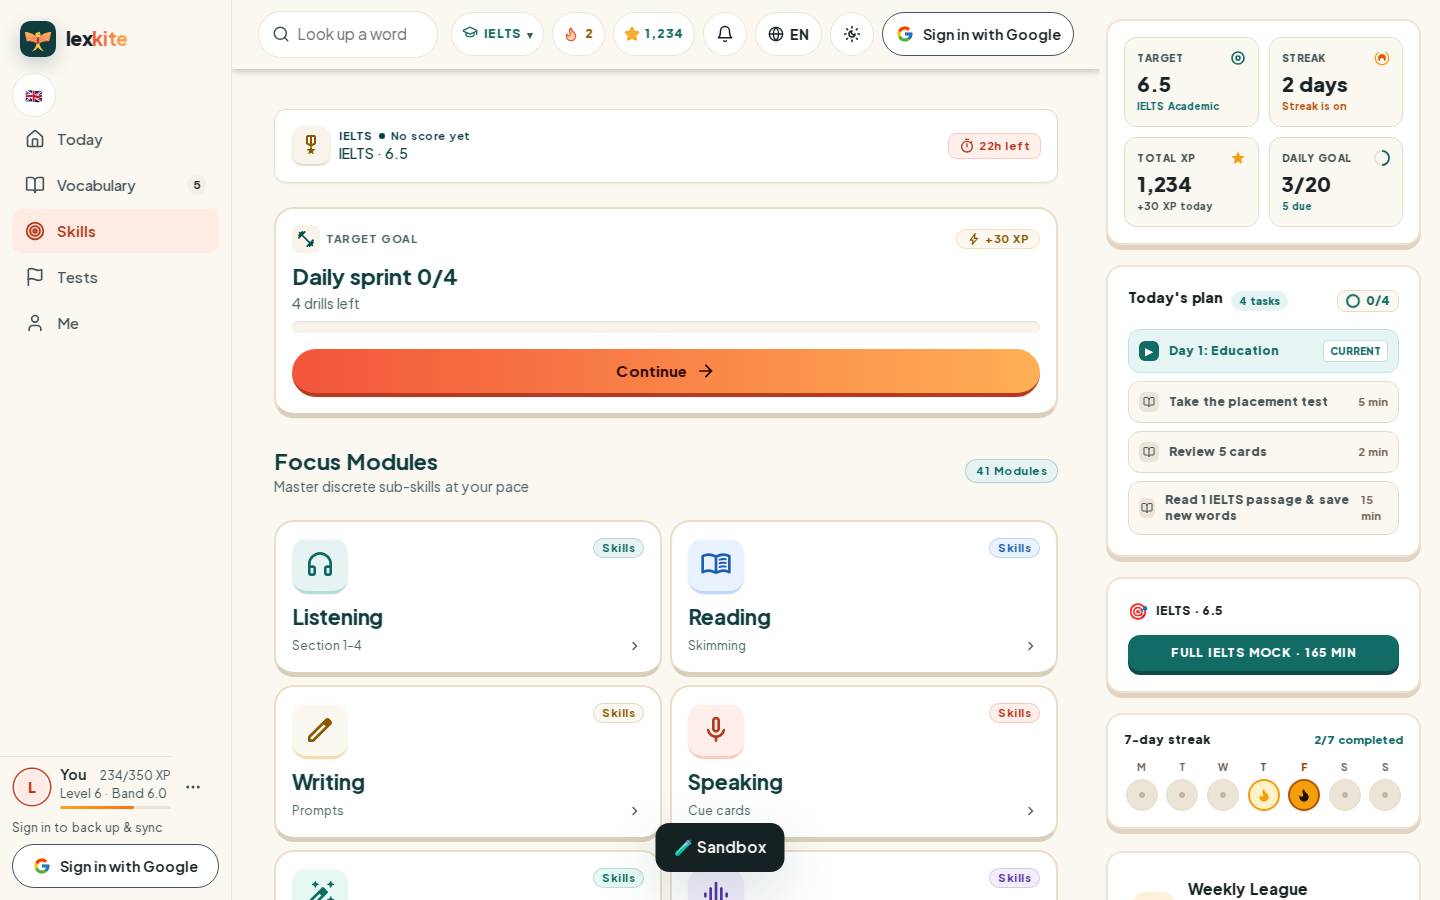 lexkite
Today
Vocabulary 5
Skills
Tests
Me
You 234/350 XP
L
Level 6 · Band 6.0
Sign in to back up & sync
Sign in with Google
Look up a word
IELTS
2
1,234
EN
Sign in with Google
IELTS • No score yet
IELTS · 6.5
22h left
TARGET GOAL
+30 XP
Daily sprint 0/4
4 drills left
Continue
Focus Modules
Master discrete sub-skills at your pace
41 Modules
Skills
Listening
Section 1–4
Skills
Reading
Skimming
Skills
Writing
Prompts
Skills
Speaking
Cue cards
Skills
Skills
🧪 Sandbox
TARGET
6.5
IELTS Academic
STREAK
2 days
Streak is on
TOTAL XP
1,234
+30 XP today
DAILY GOAL
3/20
5 due
Today's plan 4 tasks 0/4
Day 1: Education CURRENT
Take the placement test 5 min
Review 5 cards 2 min
Read 1 IELTS passage & save
new words
15
min
🎯 IELTS · 6.5
FULL IELTS MOCK · 165 MIN
7-day streak 2/7 completed
M T W T F S S
Weekly League